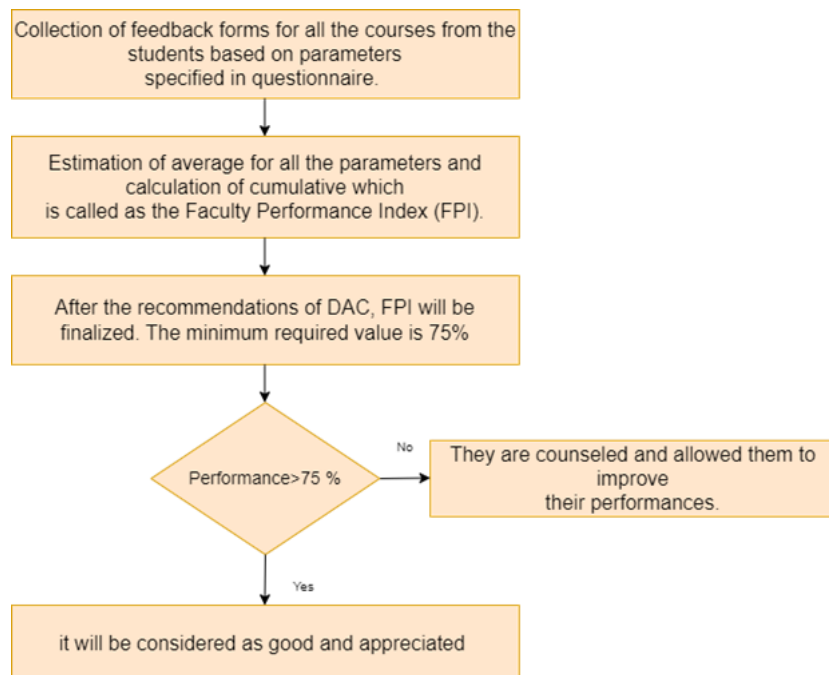 Collection of feedback forms for all the courses from the
students based on parameters
specified in questionnaire.
Estimation of average for all the parameters and
calculation of cumulative which
is called as the Faculty Performance Index (FPI).
After the recommendations of DAC, FPI will be
finalized. The minimum required value is 75%
Performance>75 %
No
They are counseled and allowed them to
improve
their performances.
Yes
it will be considered as good and appreciated